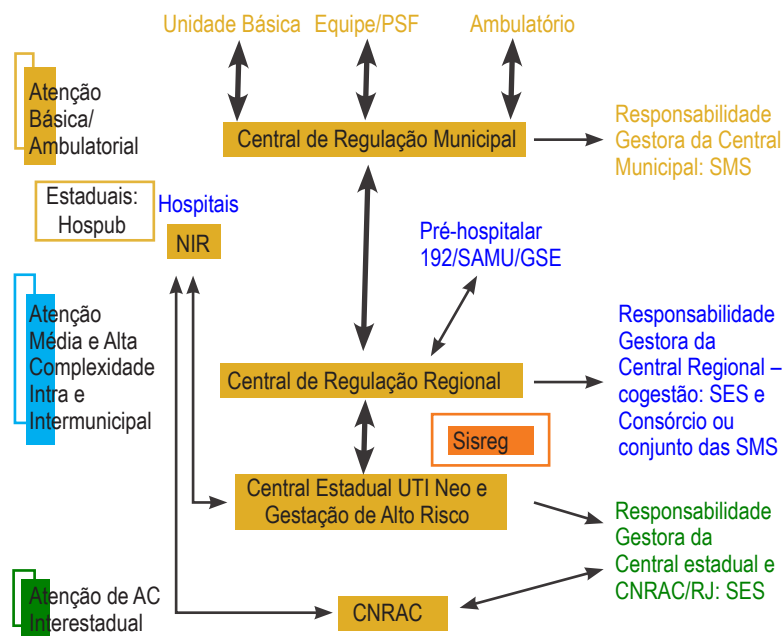 Unidade Básica
Equipe/PSF
Ambulatório
Atenção
Básica/
Ambulatorial
Central de Regulação Municipal
Responsabilidade
Gestora da Central
Municipal: SMS
Estaduais:
Hospub
Hospitais
NIR
Pré-hospitalar
192/SAMU/GSE
Atenção
Média e Alta
Complexidade
Intra e
Intermunicipal
Central de Regulação Regional
Responsabilidade
Gestora da
Central Regional –
cogestão: SES e
Consórcio ou
conjunto das SMS
Sisreg
Central Estadual UTI Neo e
Gestação de Alto Risco
Responsabilidade
Gestora da
Central estadual e
CNRAC/RJ: SES
Atenção de AC
Interestadual
CNRAC